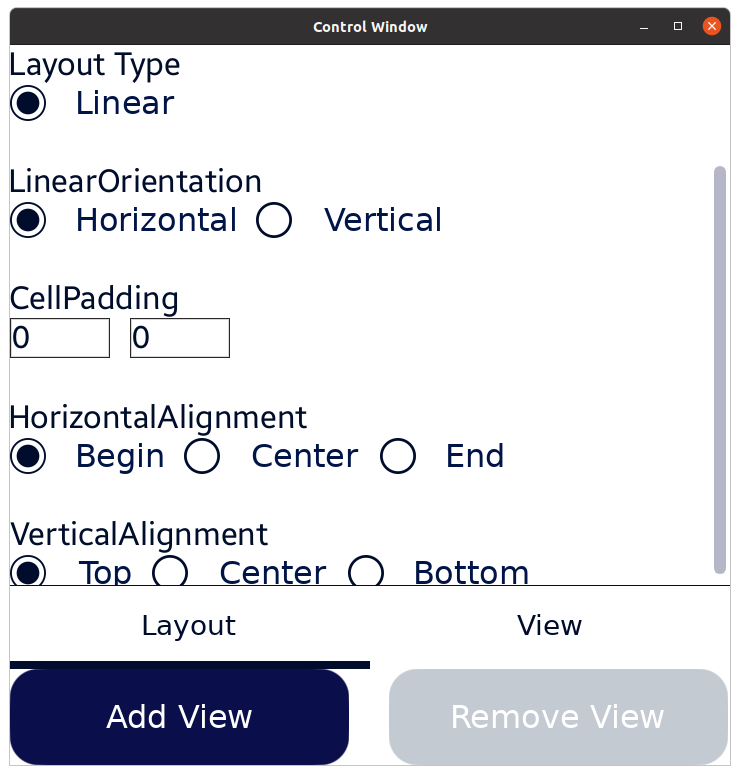 Control Window
Layout Type
Linear
LinearOrientation
Horizontal Vertical
CellPadding
0 0
HorizontalAlignment
Begin Center End
VerticalAlignment
Top Center Bottom
Layout View
Add View Remove View